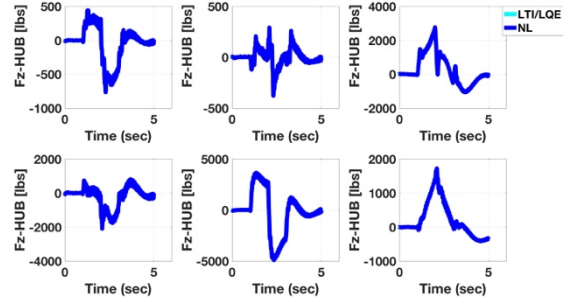 500
0
-500
-1000
Fz-HUB [lbs]
0
5
Time (sec)
500
0
-500
Fz-HUB [lbs]
0
5
Time (sec)
4000
2000
0
-2000
Fz-HUB [lbs]
0
5
Time (sec)
LTI/LQE
NL
2000
0
-2000
-4000
Fz-HUB [lbs]
0
5
Time (sec)
5000
0
-5000
Fz-HUB [lbs]
0
5
Time (sec)
2000
1000
0
-1000
Fz-HUB [lbs]
0
5
Time (sec)